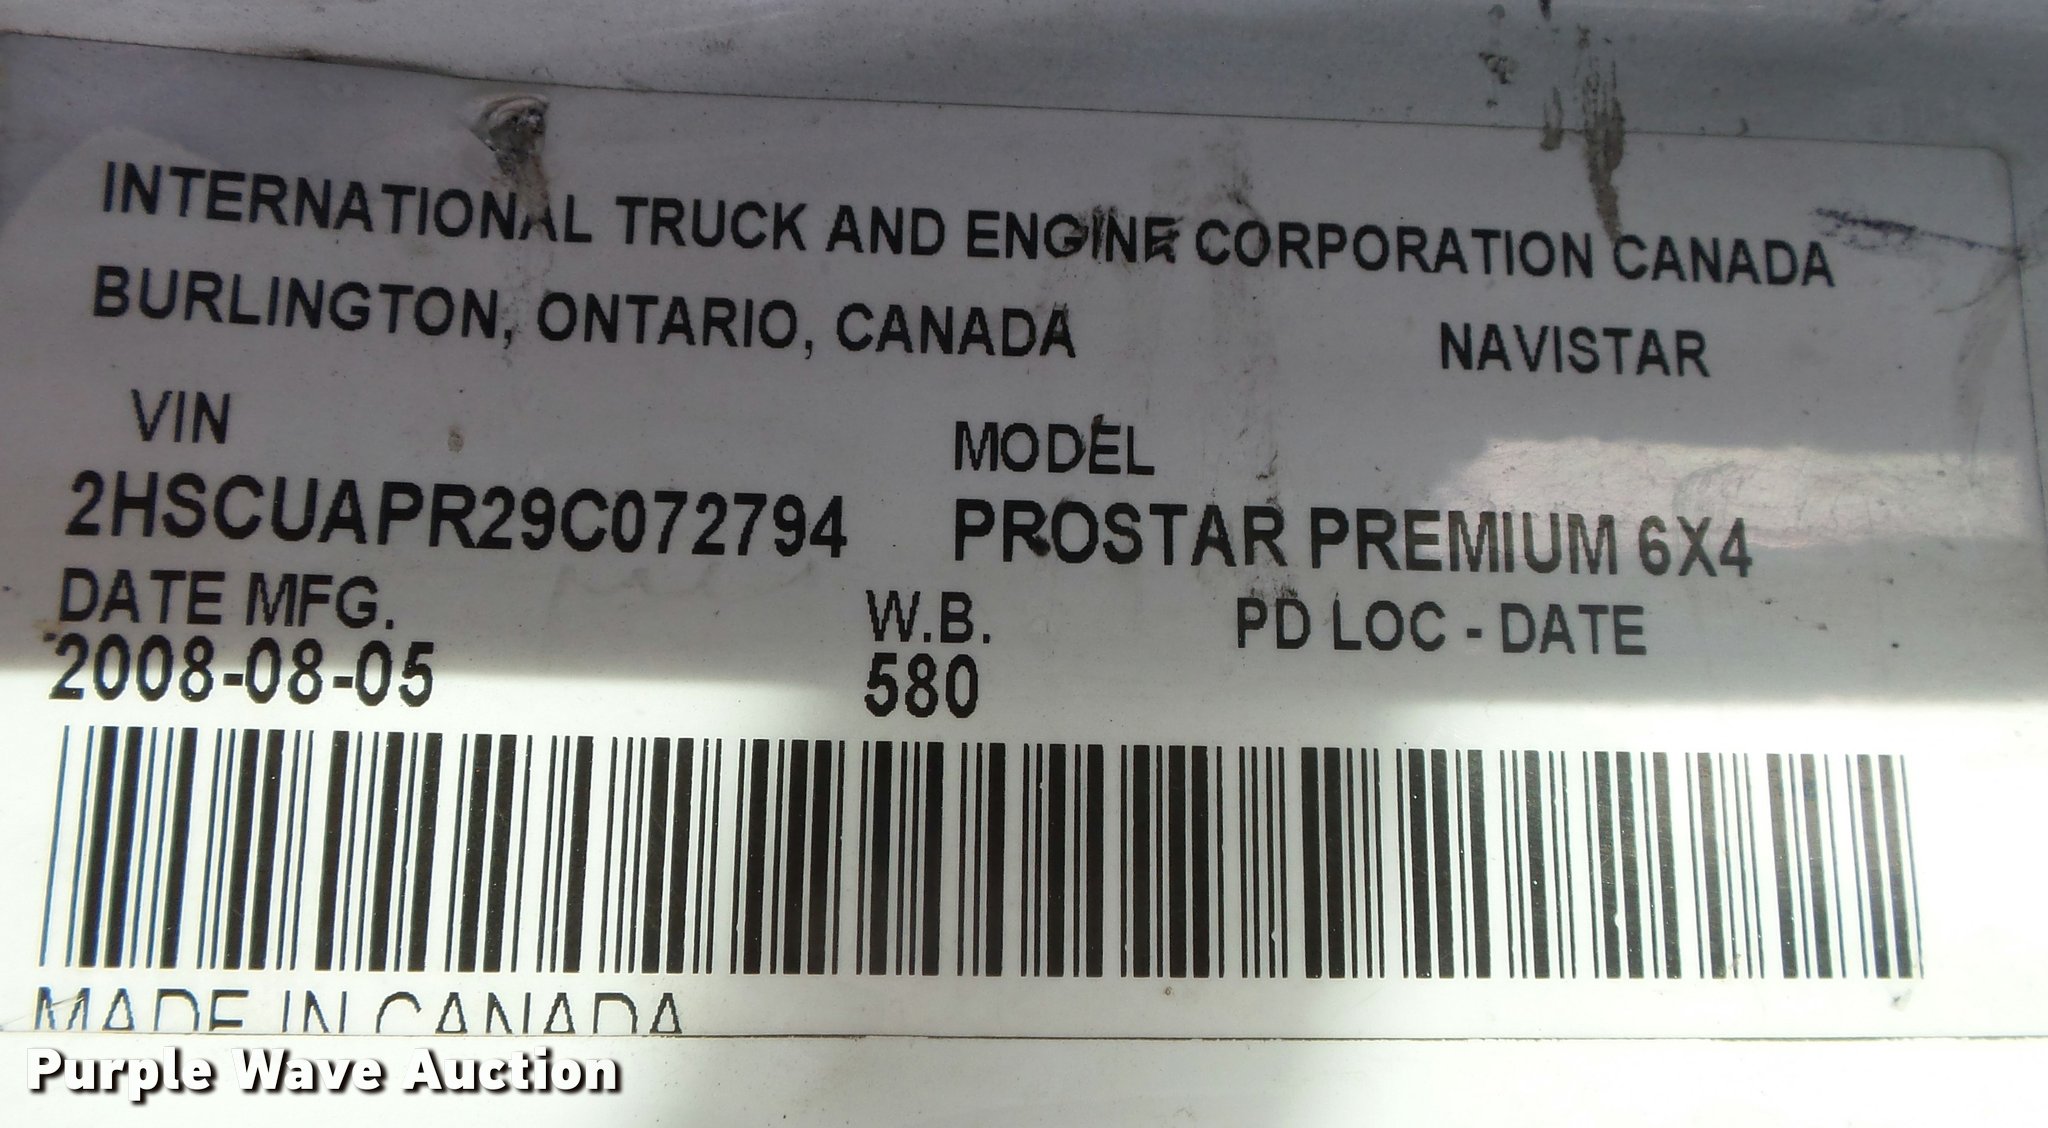 INTERNATIONAL TRUCK AND ENGINE CORPORATION CANADA
BURLINGTON, ONTARIO, CANADA NAVISTAR
VIN MODEL
2HSCUAPR29C072794 PROSTAR PREMIUM 6X4
DATE MFG. W.B. PD LOC - DATE
2008-08-05 580
MADE IN CANADA
Purple Wave Auction